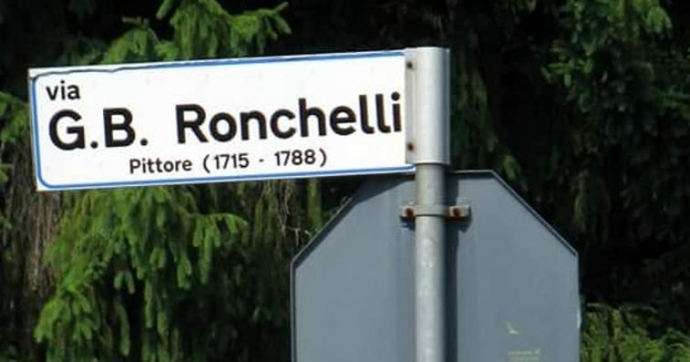 via
G.B. Ronchelli
Pittore (1715 - 1788)